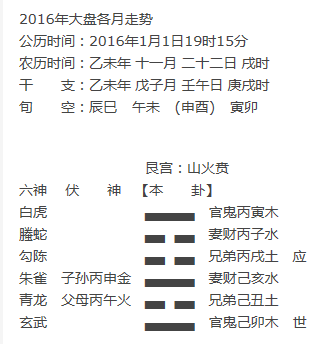 2016年大盘各月走势
公历时间：2016年1月1日19时15分
农历时间：乙未年 十一月 二十二日 戌时
干　　支：乙未年 戊子月 壬午日 庚戌时
旬　　空：辰巳　午未　(申酉)　寅卯
艮宫：山火贲
六神　伏　　神　【本　　卦】
白虎　官鬼丙寅木
螣蛇　妻财丙子水
勾陈　兄弟丙戌土　应
朱雀　子孙丙申金　妻财己亥水
青龙　父母丙午火　兄弟己丑土
玄武　官鬼己卯木　世